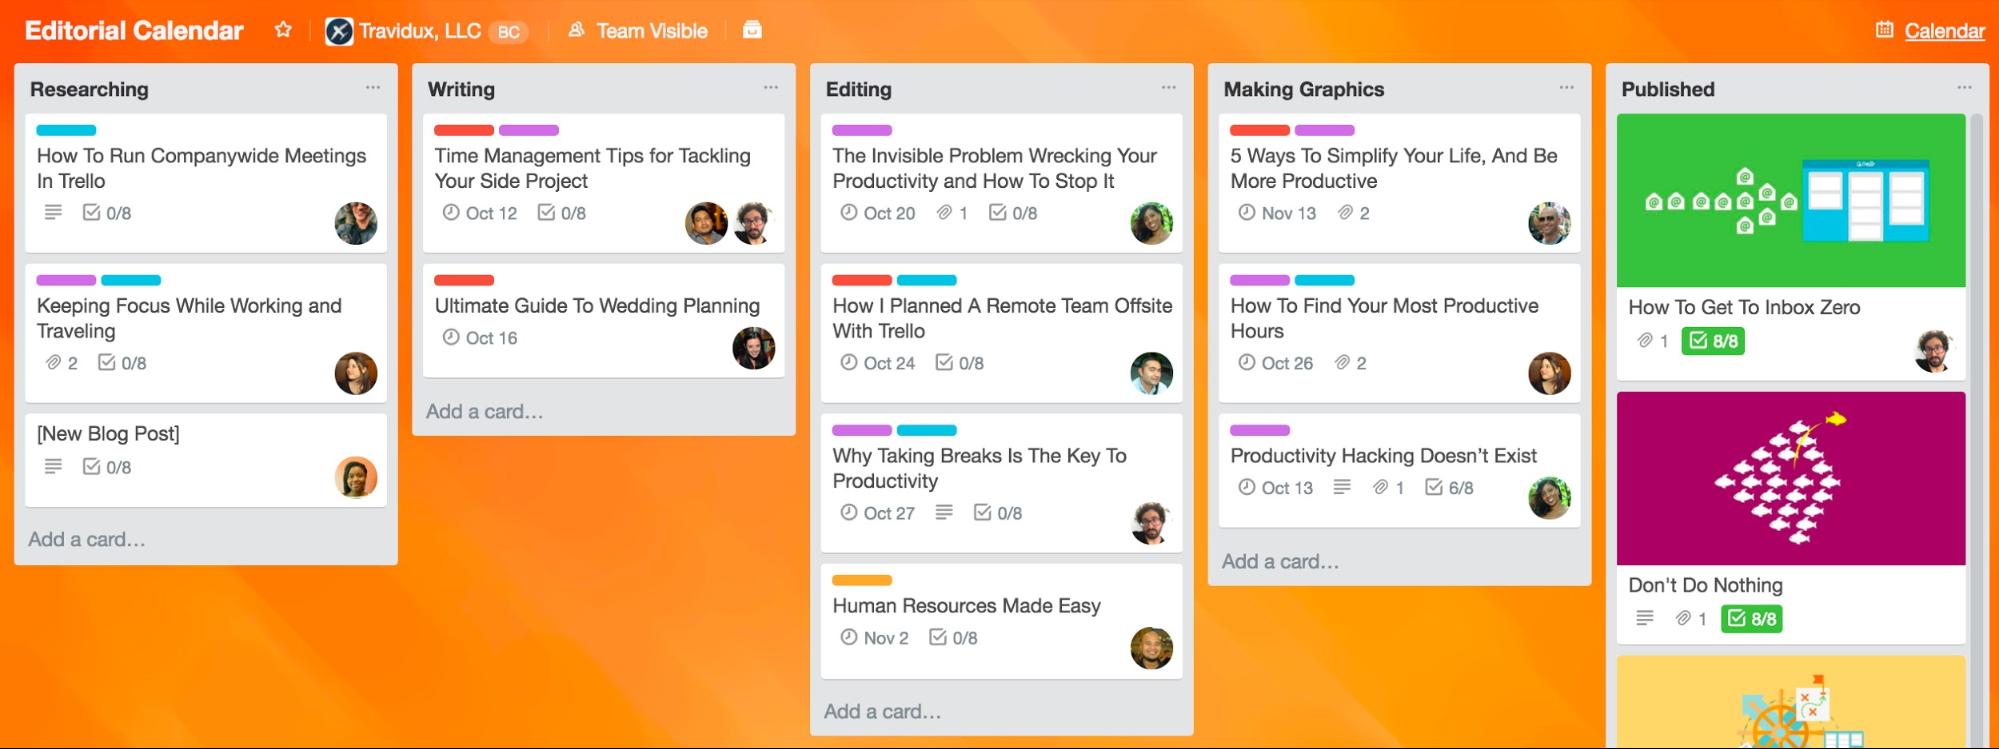 Editorial Calendar
Travidux, LLC BC
Team Visible
Calendar
Researching
How To Run Companywide Meetings
In Trello
0/8
Keeping Focus While Working and
Traveling
2 0/8
[New Blog Post]
0/8
Add a card…
Writing
Time Management Tips for Tackling
Your Side Project
Oct 12 0/8
Ultimate Guide To Wedding Planning
Oct 16
Add a card…
Editing
The Invisible Problem Wrecking Your
Productivity and How To Stop It
Oct 20 1 0/8
How I Planned A Remote Team Offsite
With Trello
Oct 24 0/8
Why Taking Breaks Is The Key To
Productivity
Oct 27 0/8
Human Resources Made Easy
Nov 2 0/8
Add a card…
Making Graphics
5 Ways To Simplify Your Life, And Be
More Productive
Nov 13 2
How To Find Your Most Productive
Hours
Oct 26 2
Productivity Hacking Doesn’t Exist
Oct 13 1 6/8
Add a card…
Published
How To Get To Inbox Zero
1 8/8
Don't Do Nothing
1 8/8